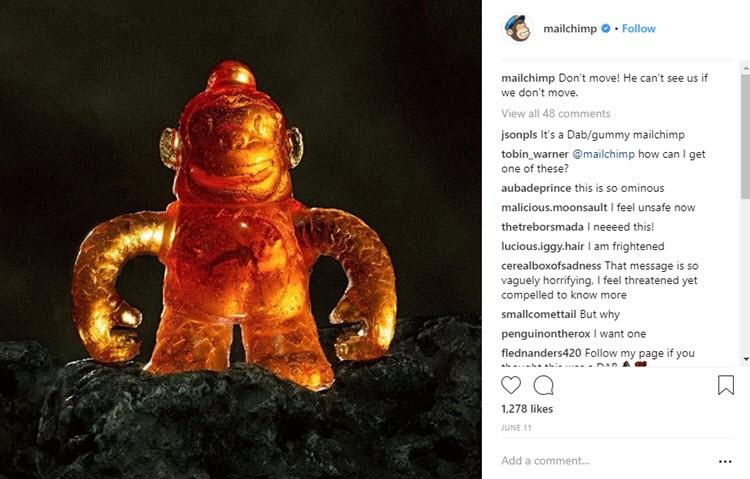 mailchimp • Follow
mailchimp Don't move! He can't see us if
we don't move.
View all 48 comments
jsonpls It's a Dab/gummy mailchimp
tobin_warner @mailchimp how can I get
one of these?
aubadeprince this is so ominous
malicious.moonsault I feel unsafe now
thetreborsmada I neeeed this!
lucious.iggy.hair I am frightened
cerealboxofsadness That message is so
vaguely horrifying. I feel threatened yet
compelled to know more
smallcomettail But why
penguinontherox I want one
flednanders420 Follow my page if you
1,278 likes
JUNE 11
Add a comment...